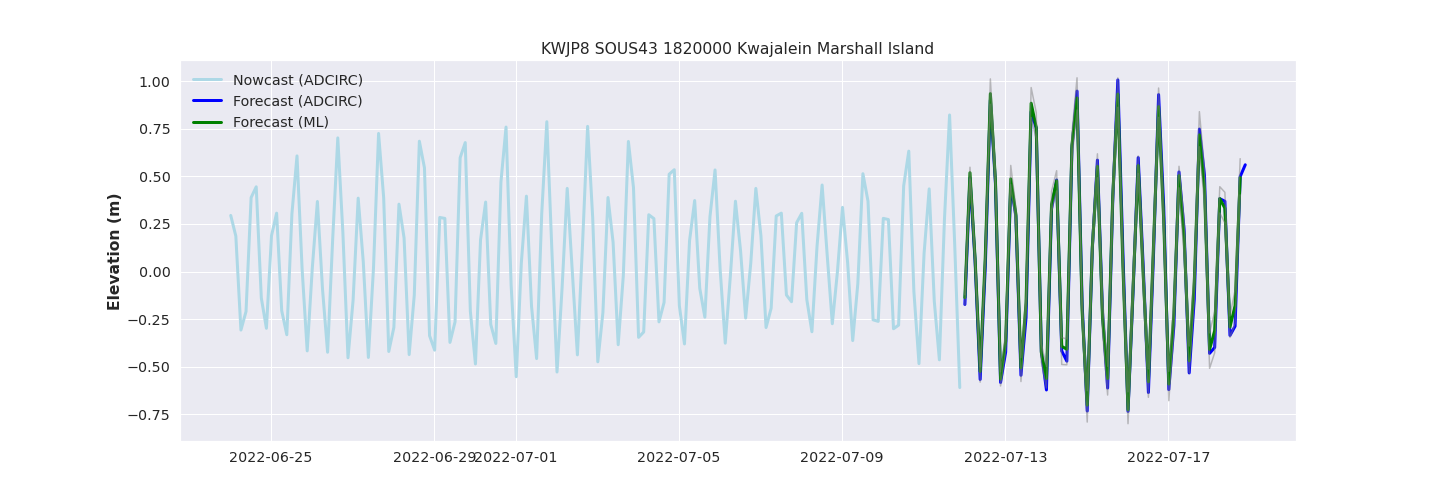 KWJP8 SOUS43 1820000 Kwajalein Marshall Island
Nowcast (ADCIRC)
Forecast (ADCIRC)
Forecast (ML)
Elevation (m)
1.00
0.75
0.50
0.25
0.00
−0.25
−0.50
−0.75
2022-06-25 2022-06-29 2022-07-01 2022-07-05 2022-07-09 2022-07-13 2022-07-17